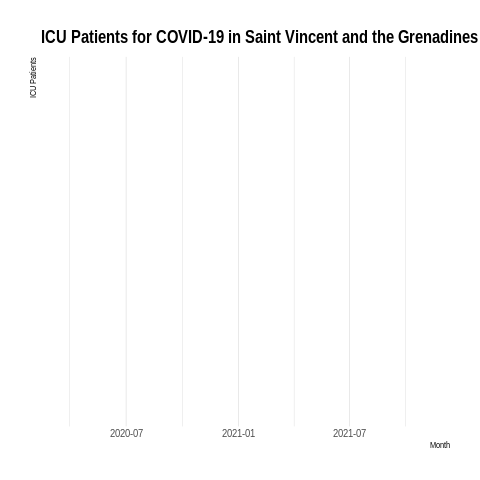 ICU Patients for COVID-19 in Saint Vincent and the Grenadines
ICU Patients
2020-07 2021-01 2021-07
Month